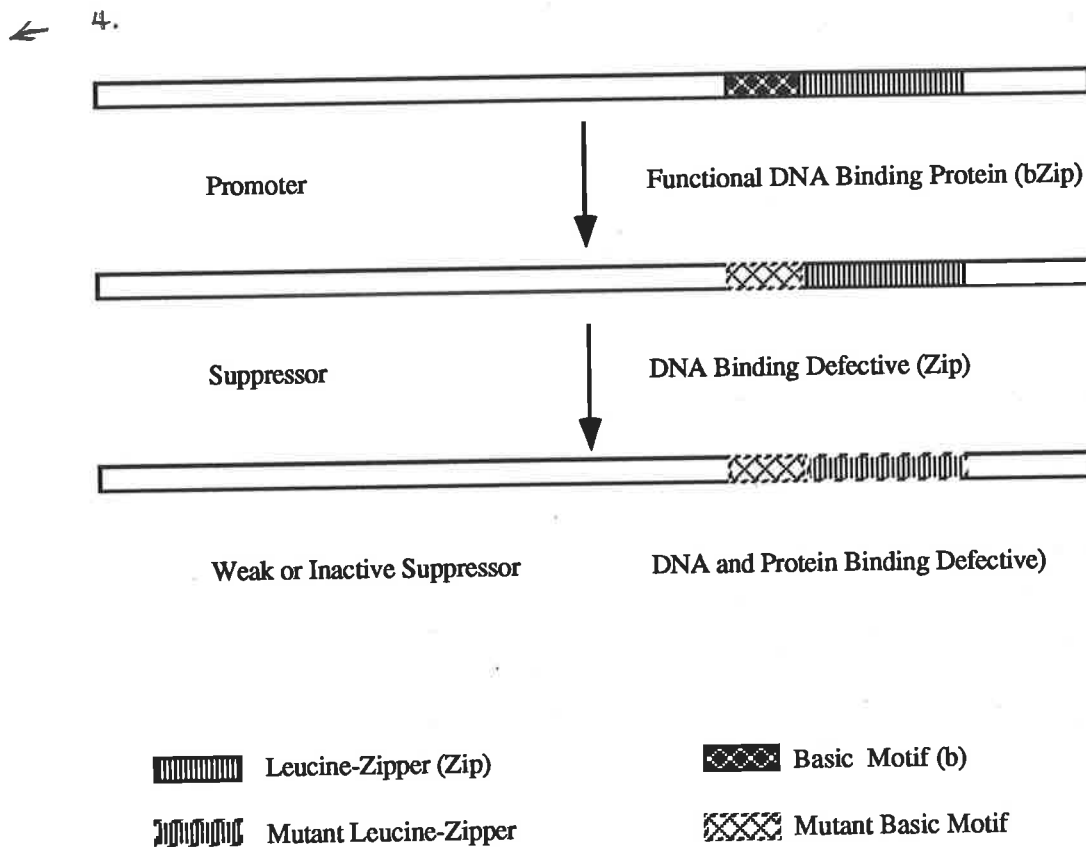 4.
Promoter Functional DNA Binding Protein (bZip)
Suppressor DNA Binding Defective (Zip)
Weak or Inactive Suppressor DNA and Protein Binding Defective)
Leucine-Zipper (Zip) Basic Motif (b)
Mutant Leucine-Zipper Mutant Basic Motif